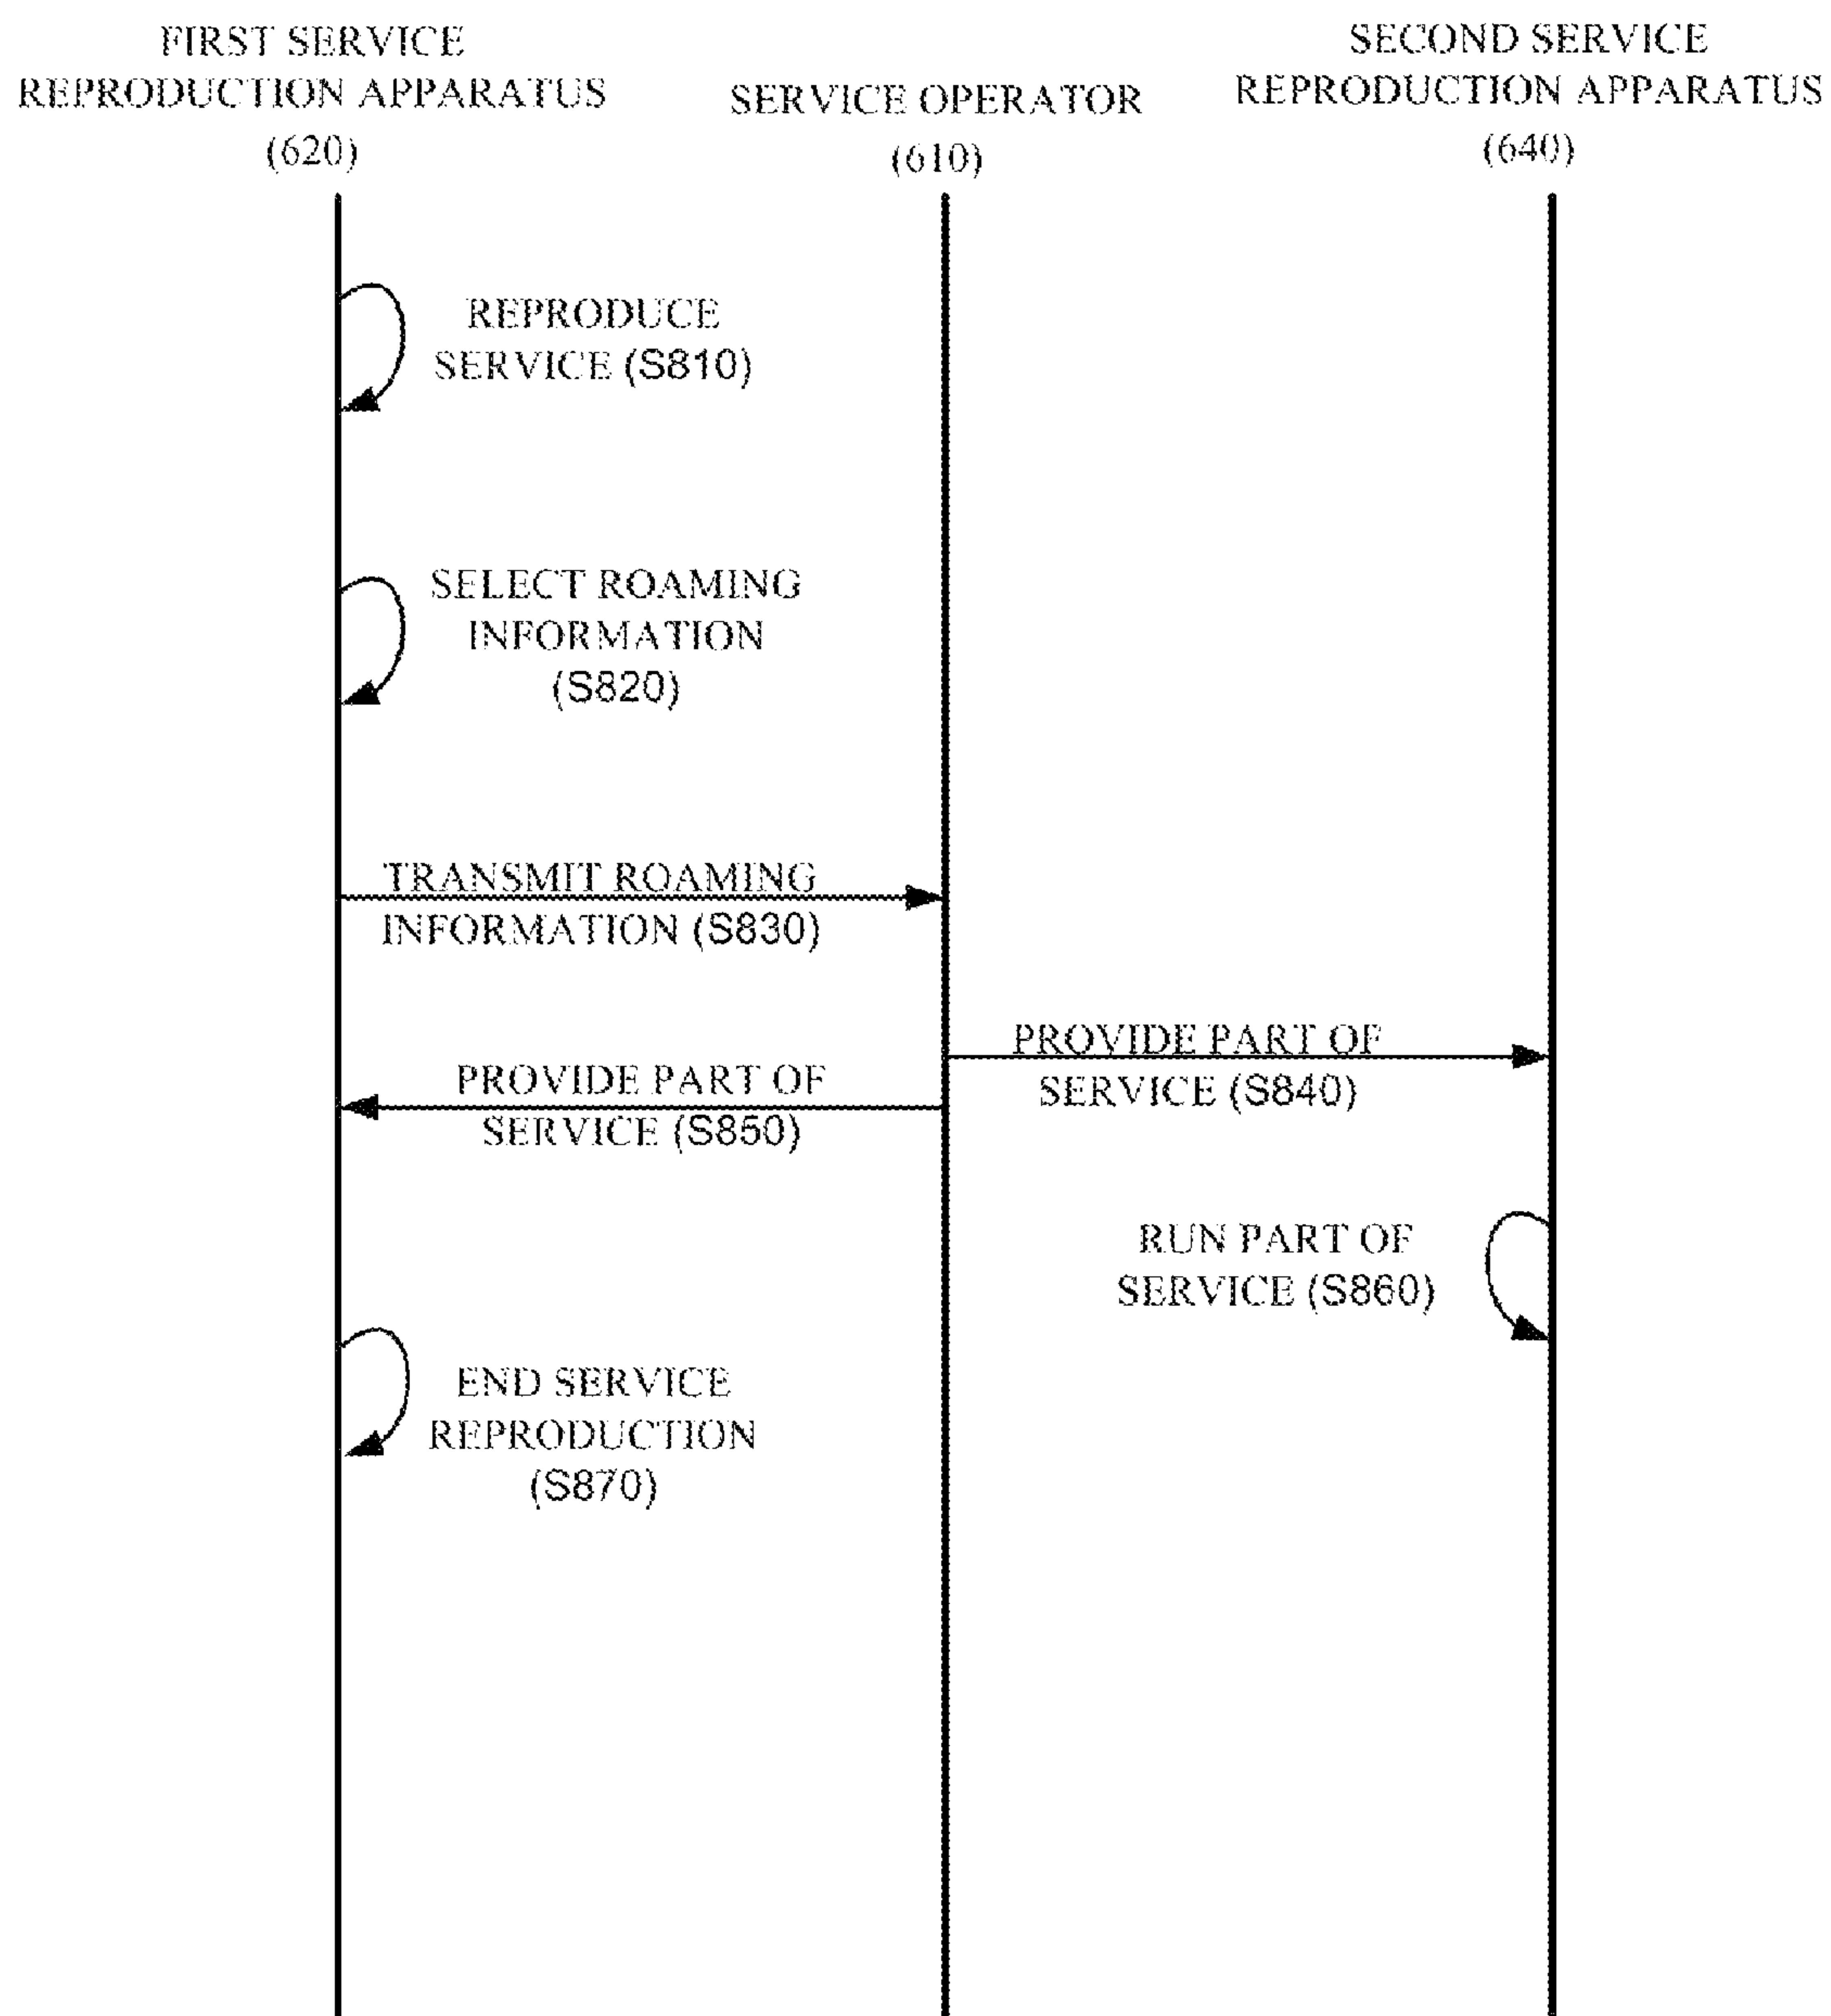 FIRST SERVICE
REPRODUCTION APPARATUS
(620)
SERVICE OPERATOR
(610)
SECOND SERVICE
REPRODUCTION APPARATUS
(640)
REPRODUCE
SERVICE (S810)
SELECT ROAMING
INFORMATION
(S820)
TRANSMIT ROAMING
INFORMATION (S830)
PROVIDE PART OF
SERVICE (S840)
PROVIDE PART OF
SERVICE (S850)
RUN PART OF
SERVICE (S860)
END SERVICE
REPRODUCTION
(S870)